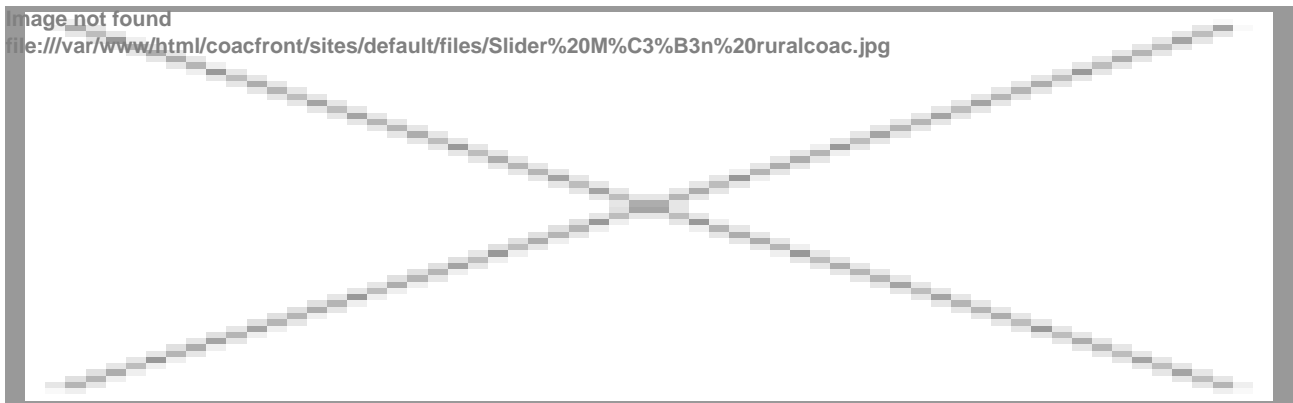 Image not found
file:///var/www/html/coacfront/sites/default/files/Slider%20M%C3%B3n%20ruralcoac.jpg